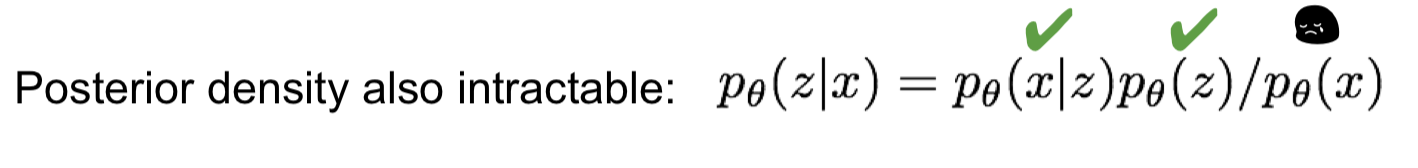 Posterior density also intractable: pθ(z|x) = pθ(x|z)pθ(z)/pθ(x)